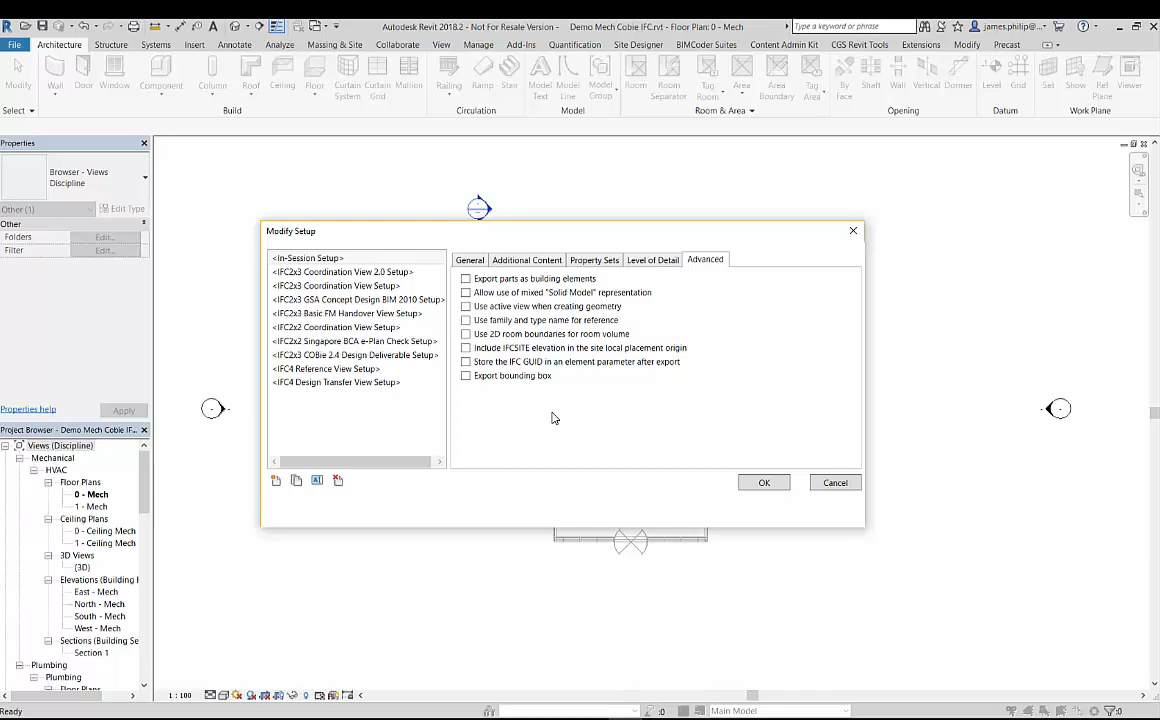 Autodesk Revit 2018.2 - Not For Resale Version - Demo Mech Cobie IFC.rvt - Floor Plan: 0 - Mech
Type a keyword or phrase
james.philip@...
File Architecture Structure Systems Insert Annotate Analyze Massing & Site Collaborate View Manage Add-Ins Quantification Site Designer BIMCoder Suites Content Admin Kit CGS Revit Tools Extensions Modify Precast
Modify Wall Door Window Component Column Roof Ceiling Floor Curtain System Curtain Grid Mullion Railing Ramp Stair Model Text Model Line Model Group Room Room Separator Tag Room Area Area Boundary Tag Area By Face Shaft Wall Vertical Dormer Level Grid Set Show Ref Plane Viewer
Select Build Circulation Model Room & Area Opening Datum Work Plane
Properties
Browser - Views
Discipline
Other (1) Edit Type
Other
Folders Edit...
Filter Edit...
Properties help Apply
Project Browser - Demo Mech Cobie IF...
Views (Discipline)
Mechanical
HVAC
Floor Plans
0 - Mech
1 - Mech
Ceiling Plans
0 - Ceiling Mech
1 - Ceiling Mech
3D Views
(3D)
Elevations (Building E
East - Mech
North - Mech
South - Mech
West - Mech
Sections (Building Se
Section 1
Plumbing
Plumbing
Floor Plans
Modify Setup
<In-Session Setup>
<IFC2x3 Coordination View 2.0 Setup>
<IFC2x3 Coordination View Setup>
<IFC2x3 GSA Concept Design BIM 2010 Setup>
<IFC2x3 Basic FM Handover View Setup>
<IFC2x2 Coordination View Setup>
<IFC2x2 Singapore BCA e-Plan Check Setup>
<IFC2x3 COBie 2.4 Design Deliverable Setup>
<IFC4 Reference View Setup>
<IFC4 Design Transfer View Setup>
General Additional Content Property Sets Level of Detail Advanced
Export parts as building elements
Allow use of mixed "Solid Model" representation
Use active view when creating geometry
Use family and type name for reference
Use 2D room boundaries for room volume
Include IFCSITE elevation in the site local placement origin
Store the IFC GUID in an element parameter after export
Export bounding box
OK Cancel
1 : 100
Ready :0 Main Model :0